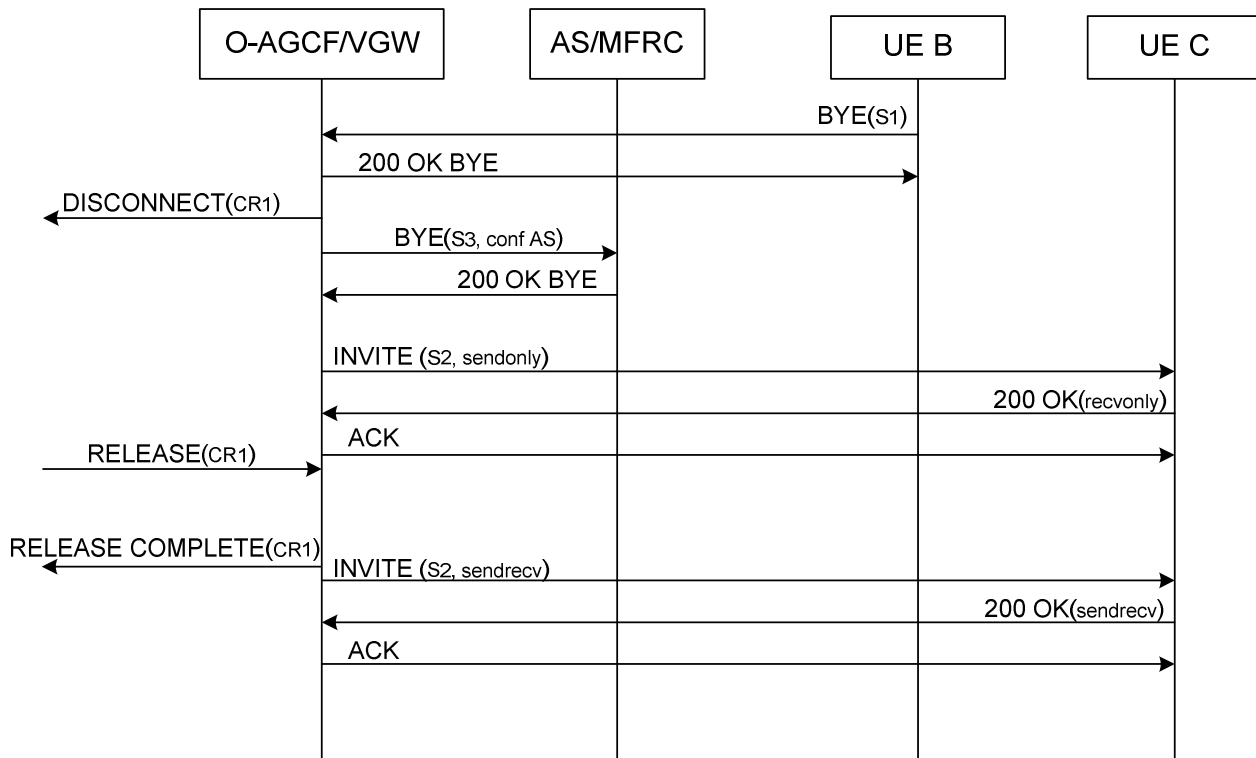 O-AGCF/VGW
AS/MFRC
UE B
UE C
BYE(S1)
200 OK BYE
DISCONNECT(CR1)
BYE(S3, conf AS)
200 OK BYE
INVITE (S2, sendonly)
200 OK(recvonly)
ACK
RELEASE(CR1)
RELEASE COMPLETE(CR1)
INVITE (S2, sendrecv)
200 OK(sendrecv)
ACK